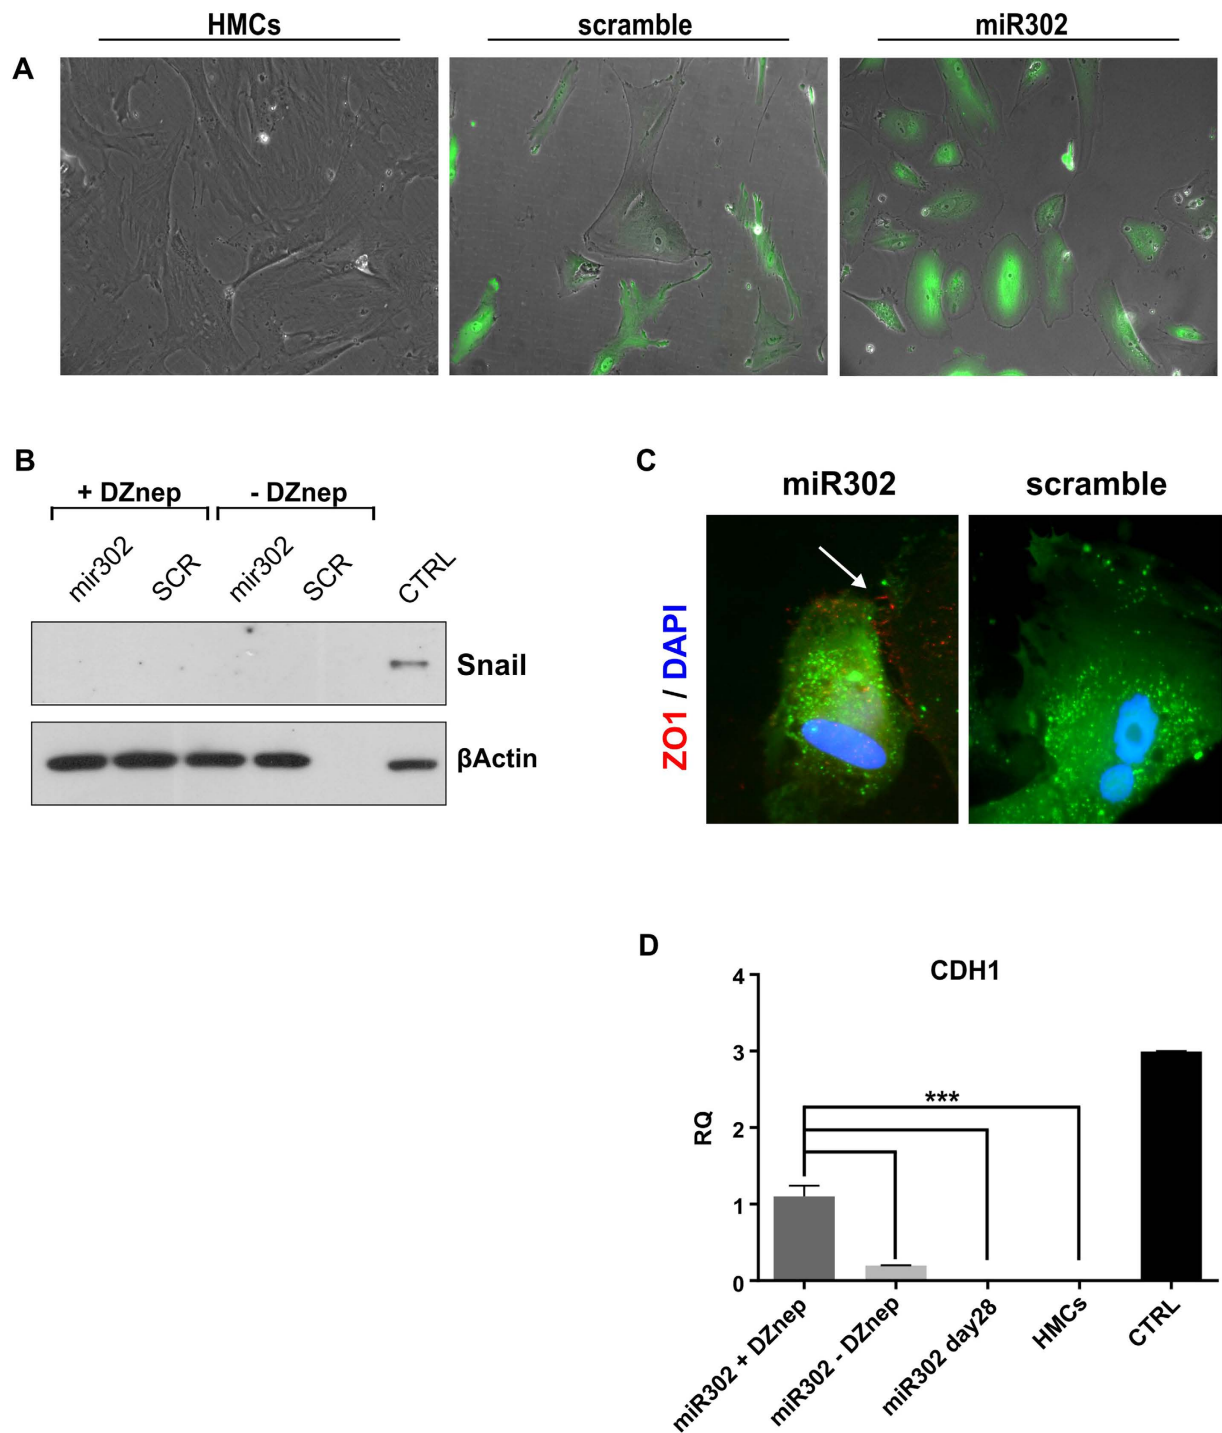 HMCs
scramble
miR302
A
B
+ DZnep
- DZnep
mir302
SCR
mir302
SCR
CTRL
Snail
βActin
C
miR302
scramble
ZO1 / DAPI
D
CDH1
4
3
2
1
0
RQ
***
miR302 + DZnep
miR302 - DZnep
miR302 day28
HMCs
CTRL